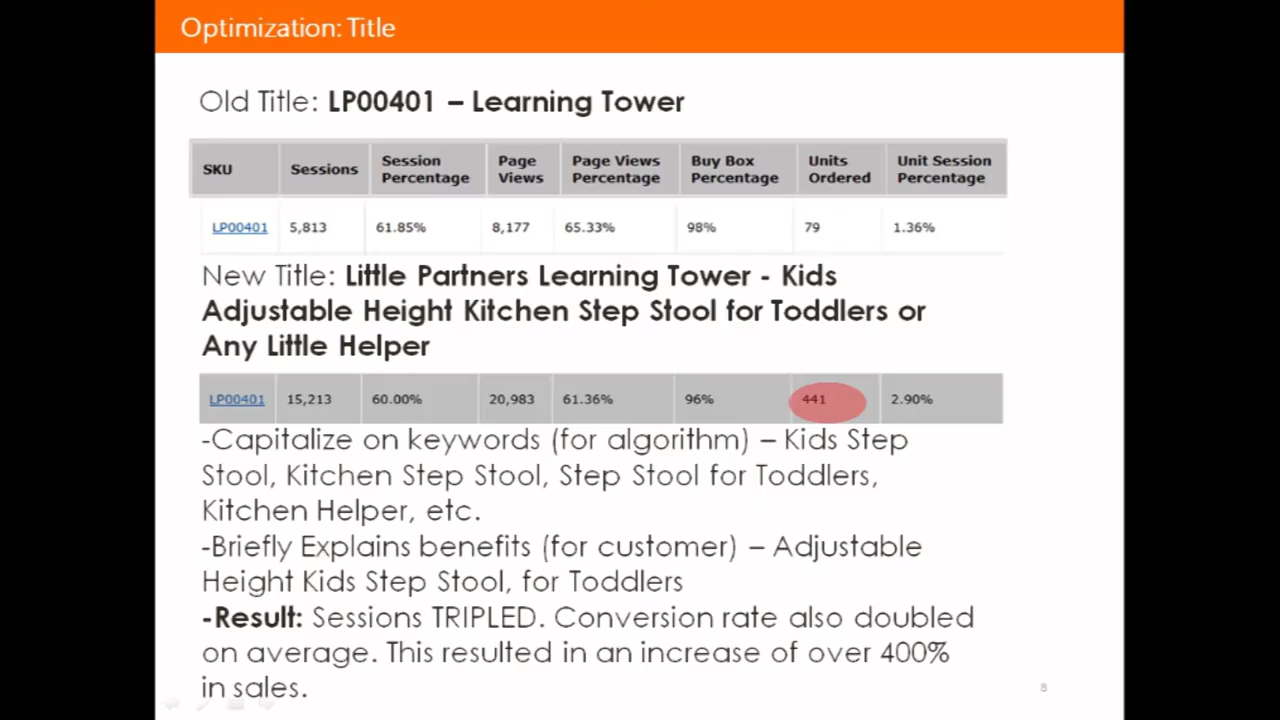 Optimization: Title
Old Title: LP00401 – Learning Tower
SKU Sessions Session Percentage Page Views Page Views Percentage Buy Box Percentage Units Ordered Unit Session Percentage
LP00401 5,813 61.85% 8,177 65.33% 98% 79 1.36%
New Title: Little Partners Learning Tower - Kids
Adjustable Height Kitchen Step Stool for Toddlers or
Any Little Helper
LP00401 15,213 60.00% 20,983 61.36% 96% 441 2.90%
-Capitalize on keywords (for algorithm) – Kids Step
Stool, Kitchen Step Stool, Step Stool for Toddlers,
Kitchen Helper, etc.
-Briefly Explains benefits (for customer) – Adjustable
Height Kids Step Stool, for Toddlers
-Result: Sessions TRIPLED. Conversion rate also doubled
on average. This resulted in an increase of over 400%
in sales.
8